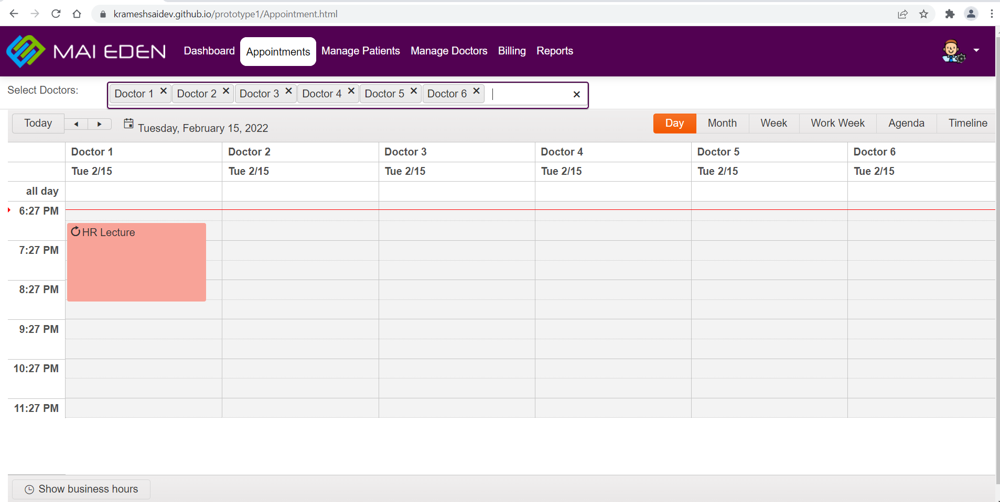 krameshsaidev.github.io/prototype1/Appointment.html
MAI EDEN Dashboard Appointments Manage Patients Manage Doctors Billing Reports
Select Doctors: Doctor 1 Doctor 2 Doctor 3 Doctor 4 Doctor 5 Doctor 6
Today Tuesday, February 15, 2022 Day Month Week Work Week Agenda Timeline
Doctor 1 Doctor 2 Doctor 3 Doctor 4 Doctor 5 Doctor 6
Tue 2/15 Tue 2/15 Tue 2/15 Tue 2/15 Tue 2/15 Tue 2/15
all day
6:27 PM
HR Lecture
7:27 PM
8:27 PM
9:27 PM
10:27 PM
11:27 PM
Show business hours